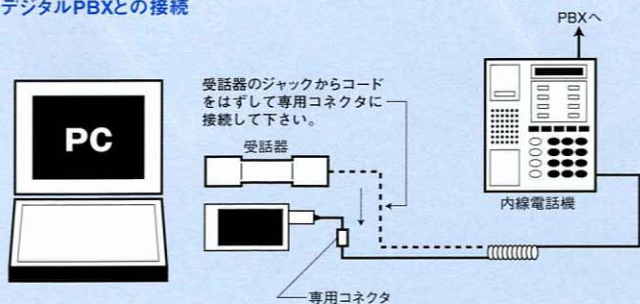 デジタルPBXとの接続
PBXへ
受話器のジャックからコード
をはずして専用コネクタに
接続して下さい。
PC
受話器
内線電話機
専用コネクタ